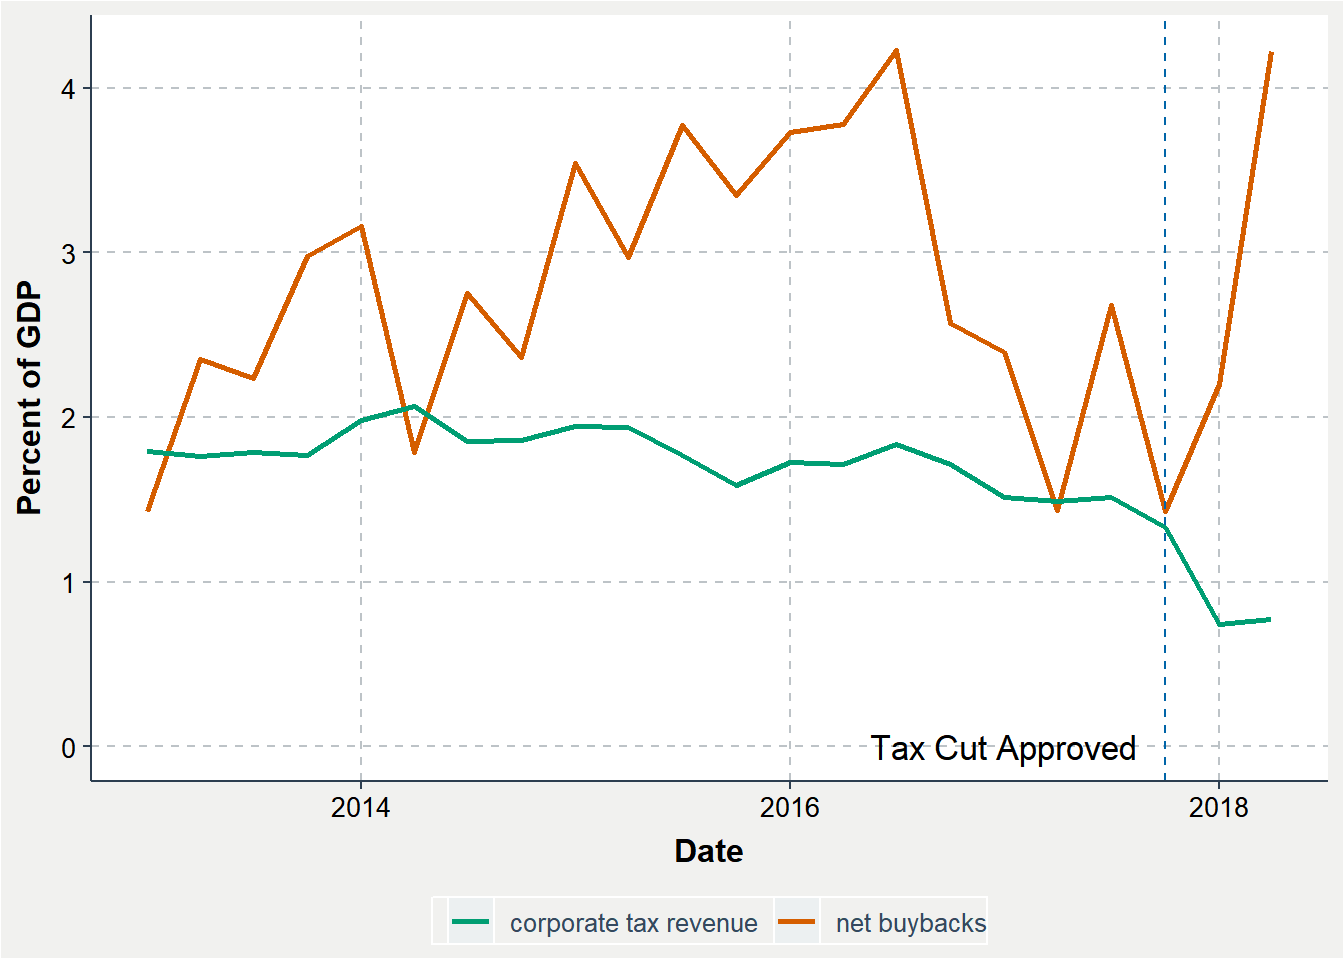 4
3
2
1
0
Percent of GDP
Tax Cut Approved
2014 2016 2018
Date
corporate tax revenue net buybacks